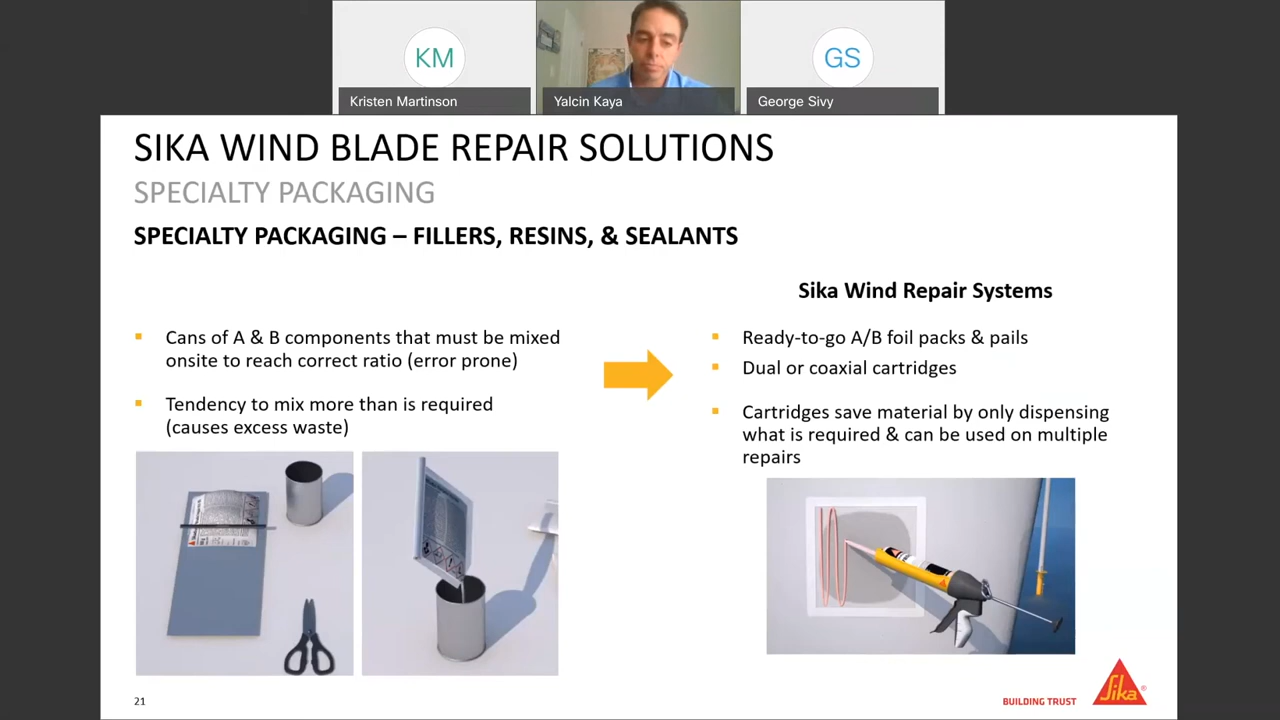 KM
GS
Kristen Martinson
Yalcin Kaya
George Sivy
SIKA WIND BLADE REPAIR SOLUTIONS
SPECIALTY PACKAGING
SPECIALTY PACKAGING – FILLERS, RESINS, & SEALANTS
Cans of A & B components that must be mixed
onsite to reach correct ratio (error prone)
Tendency to mix more than is required
(causes excess waste)
Sika Wind Repair Systems
Ready-to-go A/B foil packs & pails
Dual or coaxial cartridges
Cartridges save material by only dispensing
what is required & can be used on multiple
repairs
21
BUILDING TRUST
Sika